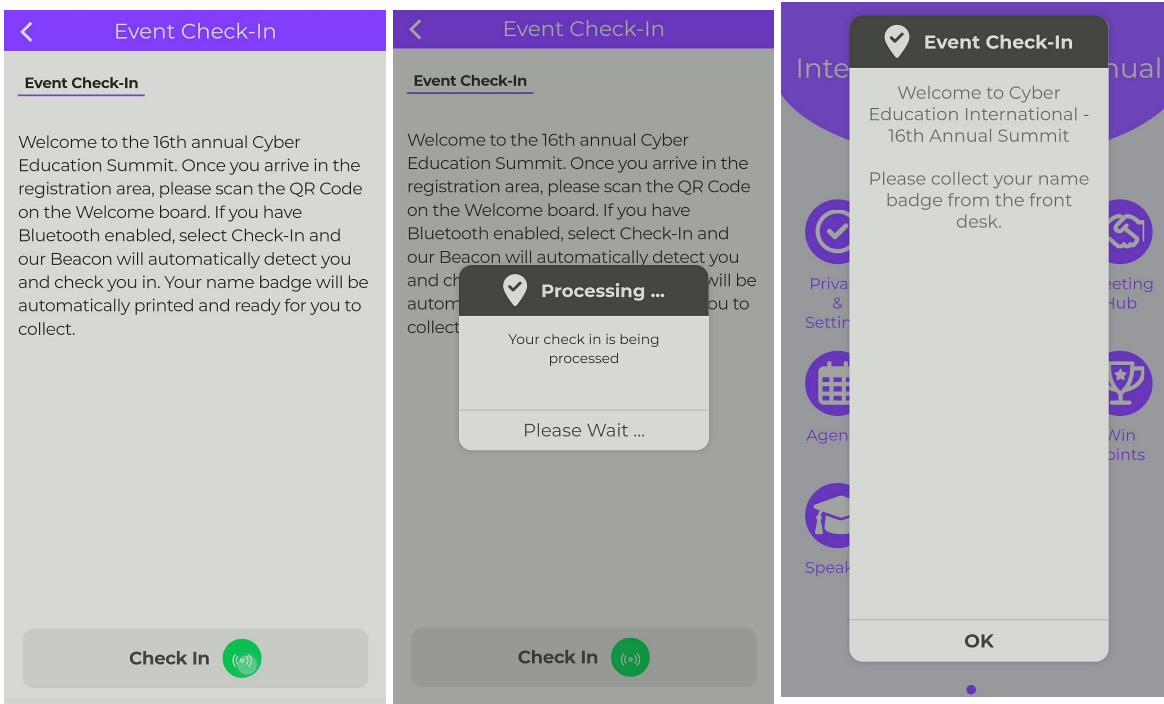 Event Check-In
Event Check-In
Welcome to the 16th annual Cyber
Education Summit. Once you arrive in the
registration area, please scan the QR Code
on the Welcome board. If you have
Bluetooth enabled, select Check-In and
our Beacon will automatically detect you
and check you in. Your name badge will be
automatically printed and ready for you to
collect.
Check In
Event Check-In
Event Check-In
Welcome to the 16th annual Cyber
Education Summit. Once you arrive in the
registration area, please scan the QR Code
on the Welcome board. If you have
Bluetooth enabled, select Check-In and
our Beacon will automatically detect you
and ch will be
autom ou to
collect
Processing ...
Your check in is being
processed
Please Wait ...
Check In
Inte nual
Event Check-In
Welcome to Cyber
Education International -
16th Annual Summit
Please collect your name
badge from the front
desk.
OK
Priva
&
Settin
eeting
Hub
Agen
Win
oints
Speak